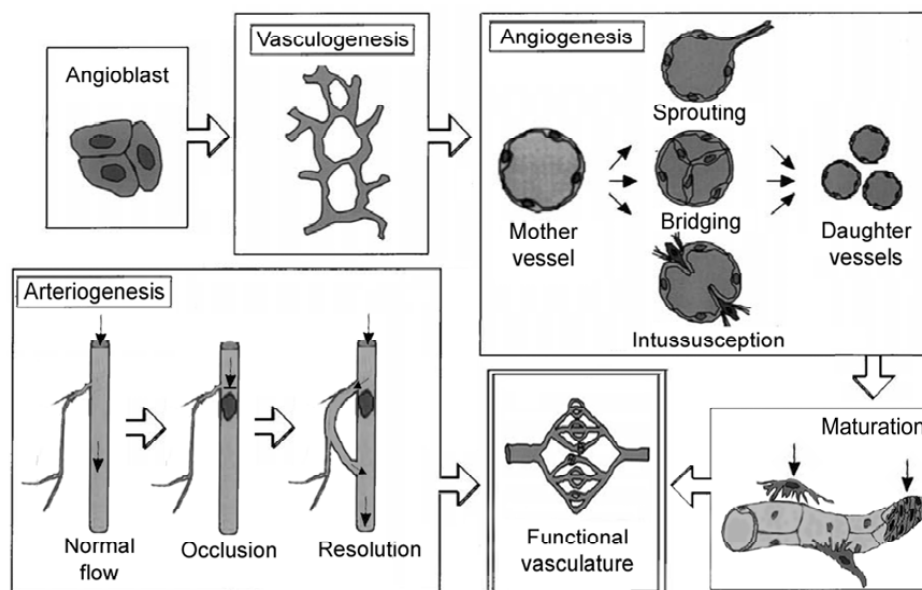 Angioblast
Vasculogenesis
Angiogenesis
Sprouting
Mother
vessel
Bridging
Daughter
vessels
Intussusception
Arteriogenesis
Normal
flow
Occlusion
Resolution
Functional
vasculature
Maturation